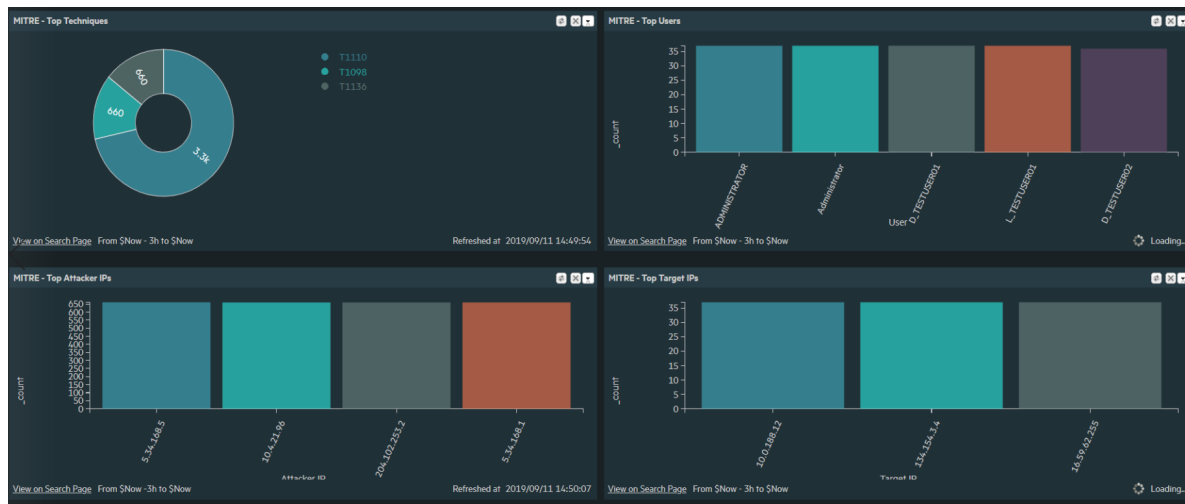 MITRE - Top Techniques
3.3k
660
660
T1110
T1098
T1136
View on Search Page From $Now - 3h to $Now Refreshed at 2019/09/11 14:49:54
MITRE - Top Users
_count
35
30
25
20
15
10
5
0
ADMINISTRATOR
Administrator
D_TESTUSER01
L_TESTUSER01
D_TESTUSER02
User
View on Search Page From $Now - 3h to $Now Loading..
MITRE - Top Attacker IPs
_count
650
600
550
500
450
400
350
300
250
200
150
100
50
0
5.34.168.5
10.4.21.96
204.102.253.2
5.34.168.1
Attacker IP
View on Search Page From $Now -3h to $Now Refreshed at 2019/09/11 14:50:07
MITRE - Top Target IPs
_count
35
30
25
20
15
10
5
0
10.0.188.12
134.154.3.4
16.59.62.255
Target IP
View on Search Page From $Now -3h to $Now Loading..